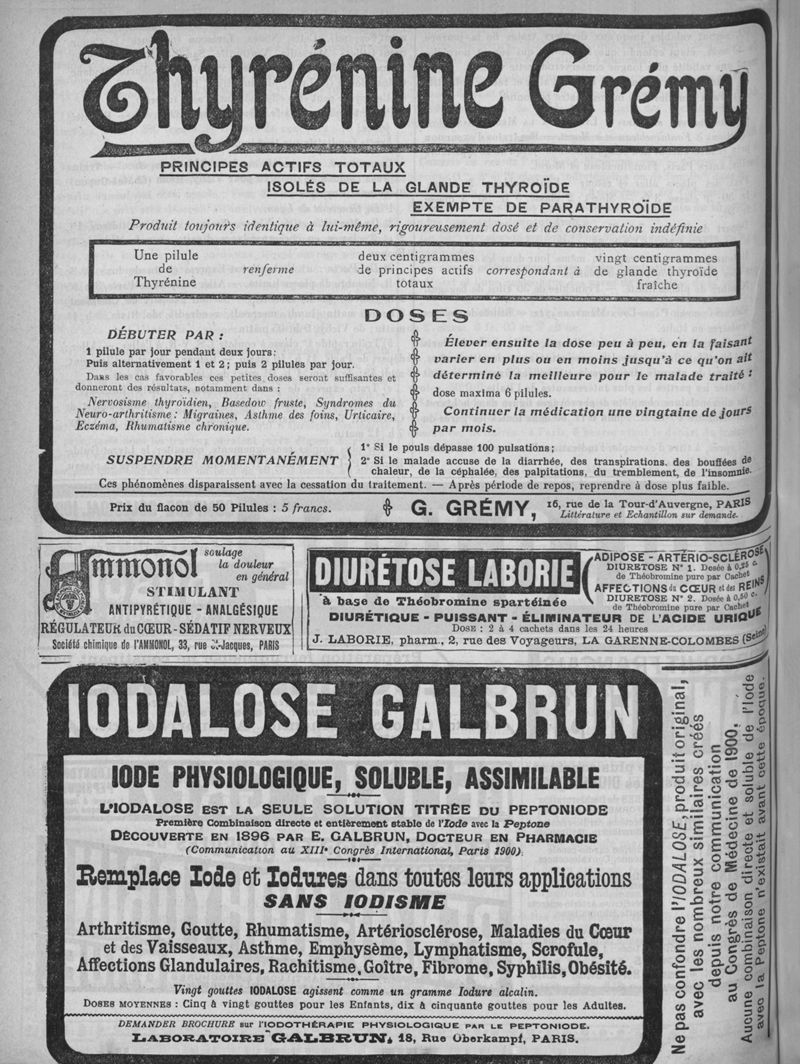 Thyrénine Grémy
PRINCIPES ACTIFS TOTAUX
ISOLÉS DE LA GLANDE THYROÏDE
EXEMPTE DE PARATHYROÏDE
Produit toujours identique à lui-même, rigoureusement dosé et de conservation indéfinie
Une pilule
de
Thyrénine
renferme
deux centigrammes
de principes actifs
totaux
correspondant à
vingt centigrammes
de glande thyroïde
fraîche
DOSES
DÉBUTER PAR :
1 pilule par jour pendant deux jours:
Puis alternativement 1 et 2; puis 2 pilules par jour.
Dans les cas favorables ces petites doses seront suffisantes et
donneront des résultats, notamment dans :
Nervosisme thyroïdien, Basedow fruste, Syndromes du
Neuro-arthritisme: Migraines, Asthme des foins, Urticaire,
Eczéma, Rhumatisme chronique.
Élever ensuite la dose peu à peu, en la faisant
varier en plus ou en moins jusqu'à ce qu'on ait
déterminé la meilleure pour le malade traité :
dose maxima 6 pilules.
Continuer la médication une vingtaine de jours
par mois.
SUSPENDRE MOMENTANÉMENT
1° Si le pouls dépasse 100 pulsations;
2° Si le malade accuse de la diarrhée, des transpirations, des bouffées de
chaleur, de la céphalée, des palpitations, du tremblement, de l'insomnie.
Ces phénomènes disparaissent avec la cessation du traitement. — Après période de repos, reprendre à dose plus faible.
Prix du flacon de 50 Pilules : 5 francs.
G. GRÉMY, 16, rue de la Tour-d'Auvergne, PARIS
Littérature et Echantillon sur demande.
Ammonol
soulage
la douleur
en général
STIMULANT
ANTIPYRÉTIQUE - ANALGÉSIQUE
RÉGULATEUR du CŒUR - SÉDATIF NERVEUX
Société chimique de l'AMMONOL, 33, rue St-Jacques, PARIS
DIURÉTOSE LABORIE
à base de Théobromine spartéinée
ADIPOSE - ARTÉRIO-SCLÉROSE
DIURETOSE N° 1. Dosée à 0,25 c.
de Théobromine pure par Cachet
AFFECTIONS du CŒUR et des REINS
DIURETOSE N° 2. Dosée à 0,50 c.
de Théobromine pure par Cachet
DIURÉTIQUE - PUISSANT - ÉLIMINATEUR DE L'ACIDE URIQUE
DOSE : 2 à 4 cachets dans les 24 heures
J. LABORIE, pharm., 2, rue des Voyageurs, LA GARENNE-COLOMBES (Seine)
IODALOSE GALBRUN
IODE PHYSIOLOGIQUE, SOLUBLE, ASSIMILABLE
L'IODALOSE EST LA SEULE SOLUTION TITRÉE DU PEPTONIODE
Première Combinaison directe et entièrement stable de l'Iode avec la Peptone
DÉCOUVERTE EN 1896 PAR E. GALBRUN, DOCTEUR EN PHARMACIE
(Communication au XIIIe Congrès International, Paris 1900)
Remplace Iode et Iodures dans toutes leurs applications
SANS IODISME
Arthritisme, Goutte, Rhumatisme, Artériosclérose, Maladies du Cœur
et des Vaisseaux, Asthme, Emphysème, Lymphatisme, Scrofule,
Affections Glandulaires, Rachitisme, Goître, Fibrome, Syphilis, Obésité.
Vingt gouttes IODALOSE agissent comme un gramme Iodure alcalin.
DOSES MOYENNES : Cinq à vingt gouttes pour les Enfants, dix à cinquante gouttes pour les Adultes.
DEMANDER BROCHURE sur l'IODOTHÉRAPIE PHYSIOLOGIQUE PAR LE PEPTONIODE.
LABORATOIRE GALBRUN, 18, Rue Oberkampf, PARIS.
Ne pas confondre l'IODALOSE, produit original,
avec les nombreux similaires créés
depuis notre communication
au Congrès de Médecine de 1900.
Aucune combinaison directe et soluble de l'Iode
avec la Peptone n'existait avant cette époque.